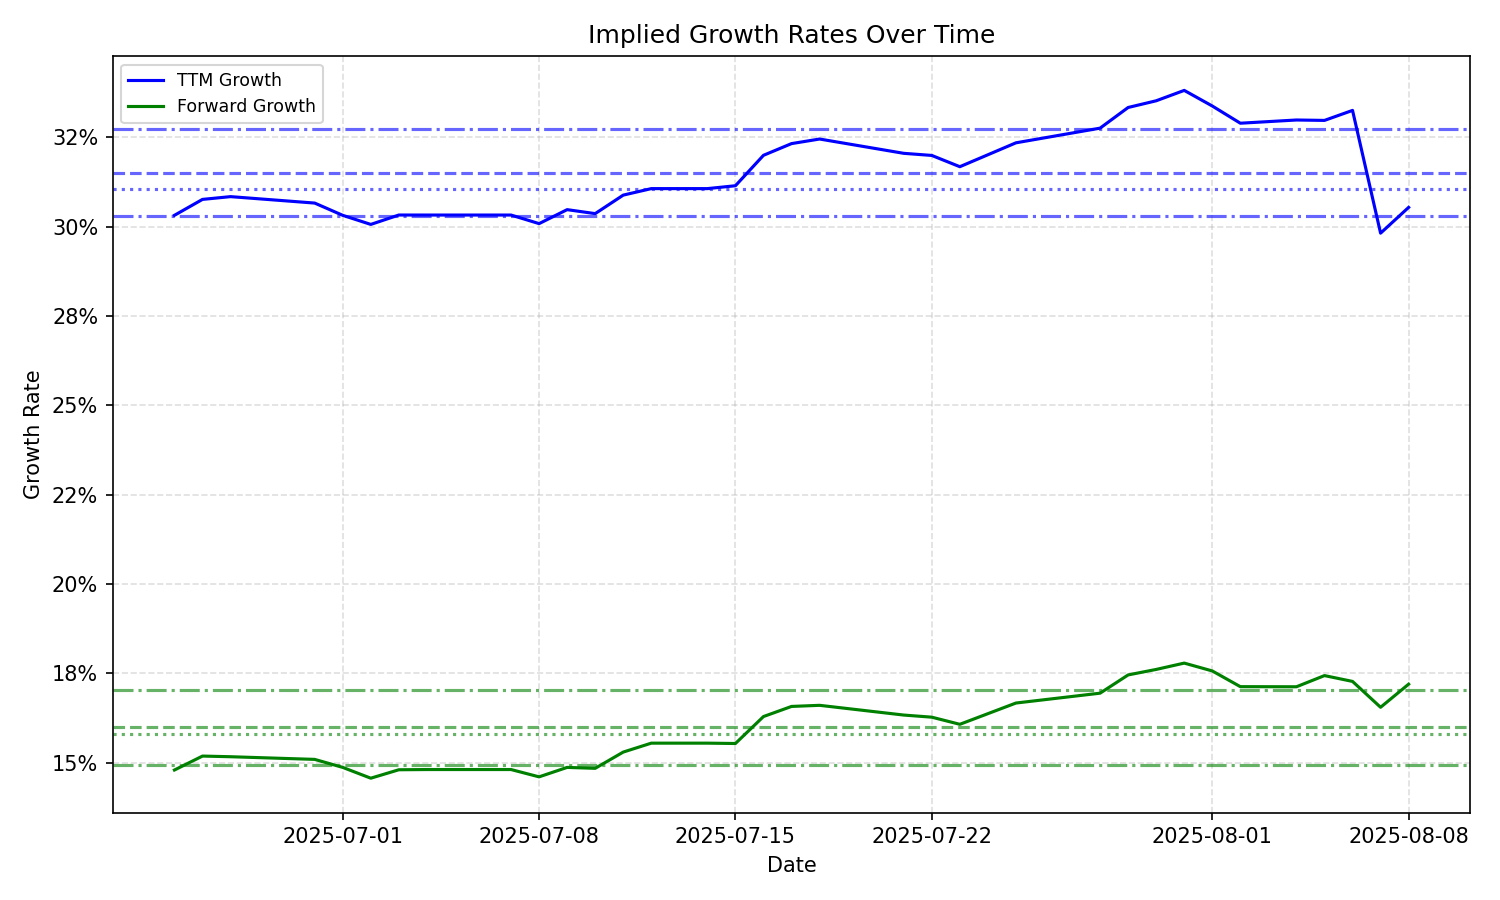 Implied Growth Rates Over Time
TTM Growth
Forward Growth
32%
30%
28%
25%
22%
20%
18%
15%
Growth Rate
2025-07-01
2025-07-08
2025-07-15
2025-07-22
2025-08-01
2025-08-08
Date